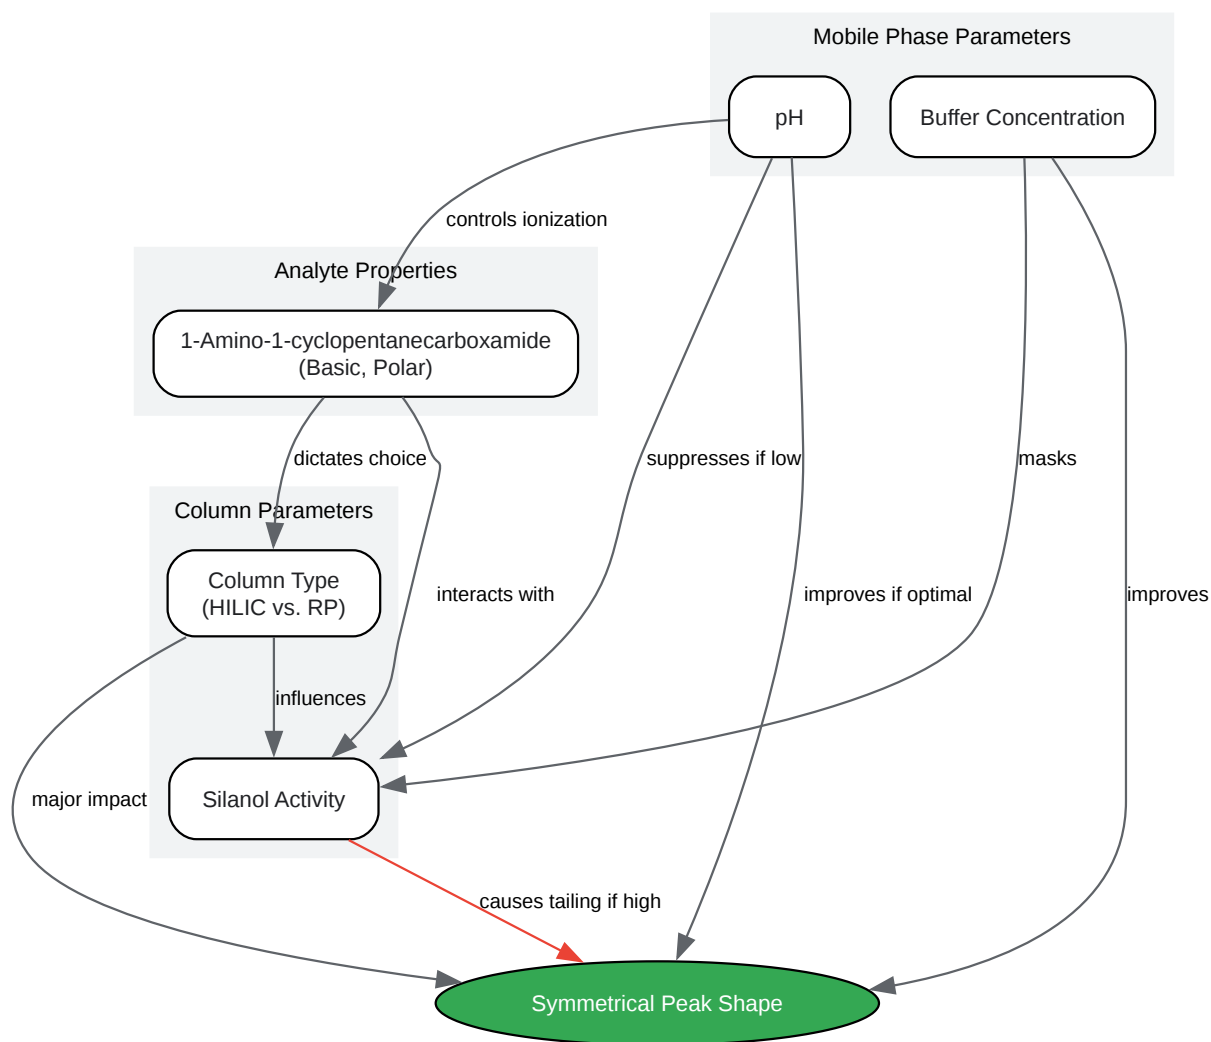 Mobile Phase Parameters
pH
Buffer Concentration
controls ionization
Analyte Properties
1-Amino-1-cyclopentanecarboxamide
(Basic, Polar)
dictates choice
suppresses if low
masks
Column Parameters
Column Type
(HILIC vs. RP)
interacts with
improves if optimal
improves
influences
major impact
Silanol Activity
causes tailing if high
Symmetrical Peak Shape